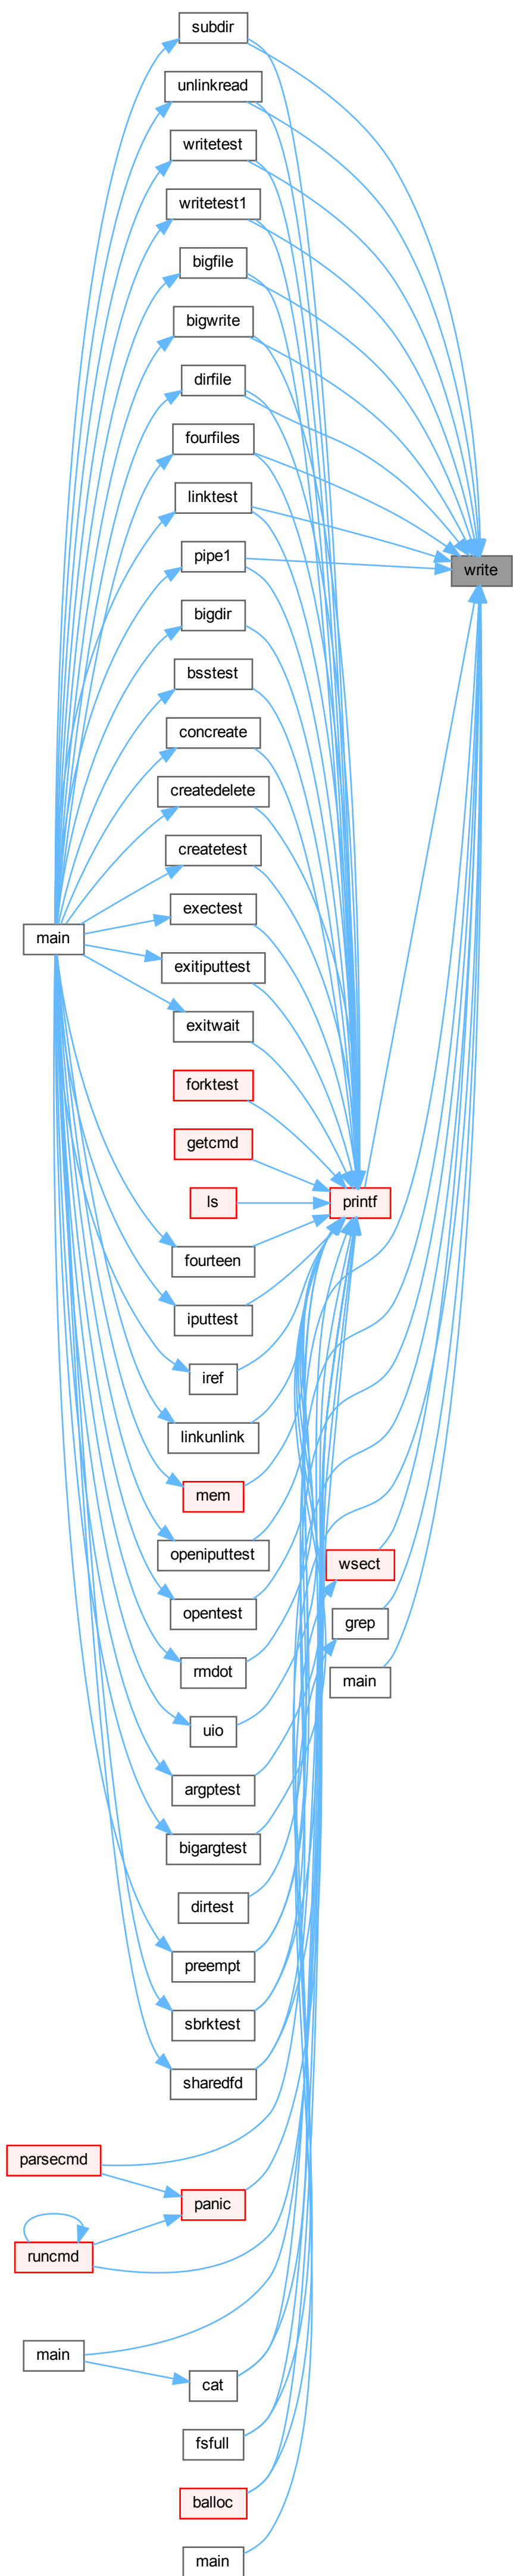 subdir
unlinkread
writetest
writetest1
bigfile
bigwrite
dirfile
fourfiles
linktest
pipe1
write
bigdir
bsstest
concreate
createdelete
createtest
exectest
main
exitiputtest
exitwait
forktest
getcmd
ls
printf
fourteen
iputtest
iref
linkunlink
mem
openiputtest
wsect
opentest
grep
rmdot
main
uio
argptest
bigargtest
dirtest
preempt
sbrktest
sharedfd
parsecmd
panic
runcmd
main
cat
fsfull
balloc
main